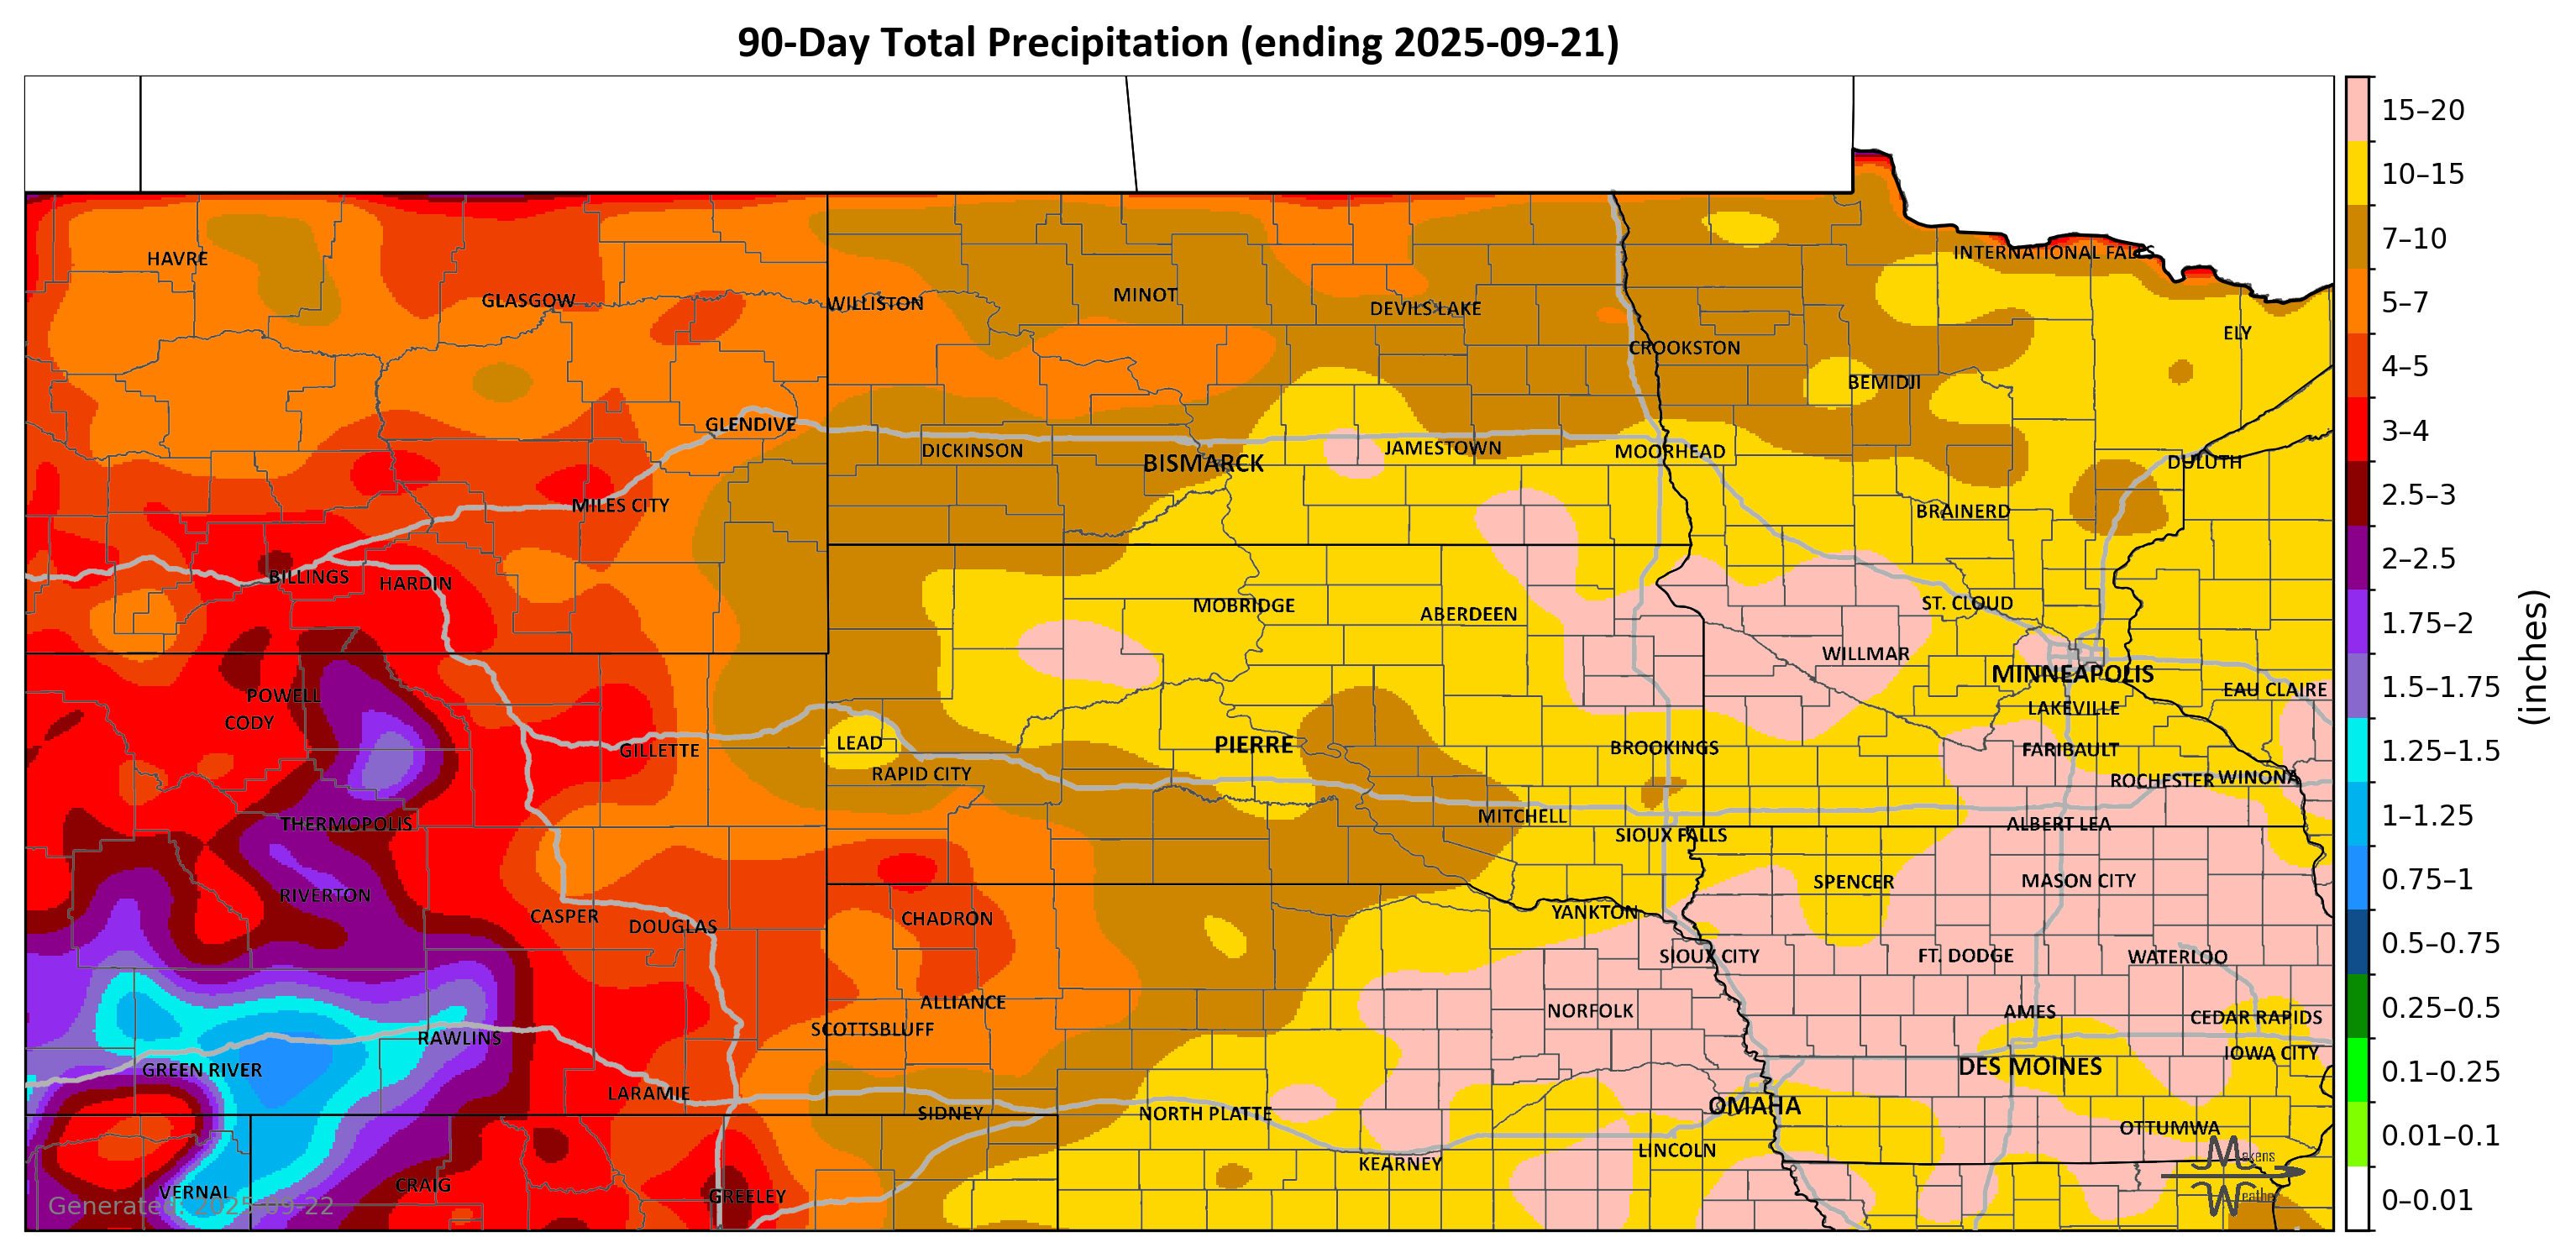 90-Day Total Precipitation (ending 2025-09-21)
15–20
10–15
7–10
5–7
4–5
3–4
2.5–3
2–2.5
1.75–2
1.5–1.75
1.25–1.5
1–1.25
0.75–1
0.5–0.75
0.25–0.5
0.1–0.25
0.01–0.1
0–0.01
(inches)
INTERNATIONAL FALLS
HAVRE
GLASGOW
WILLISTON
MINOT
DEVILS LAKE
ELY
CROOKSTON
BEMIDJI
GLENDIVE
DICKINSON
BISMARCK
JAMESTOWN
MOORHEAD
DULUTH
MILES CITY
BRAINERD
BILLINGS
HARDIN
MOBRIDGE
ABERDEEN
ST. CLOUD
WILLMAR
MINNEAPOLIS
EAU CLAIRE
POWELL
CODY
LAKEVILLE
GILLETTE
LEAD
PIERRE
BROOKINGS
FARIBAULT
RAPID CITY
ROCHESTER
WINONA
THERMOPOLIS
MITCHELL
SIOUX FALLS
ALBERT LEA
RIVERTON
SPENCER
MASON CITY
CASPER
DOUGLAS
CHADRON
YANKTON
SIOUX CITY
FT. DODGE
WATERLOO
ALLIANCE
NORFOLK
AMES
CEDAR RAPIDS
SCOTTSBLUFF
RAWLINS
IOWA CITY
GREEN RIVER
DES MOINES
LARAMIE
SIDNEY
NORTH PLATTE
OMAHA
OTTUMWA
LINCOLN
KEARNEY
VERNAL
CRAIG
GREELEY
Generated: 2025-09-22
Makens
Weather